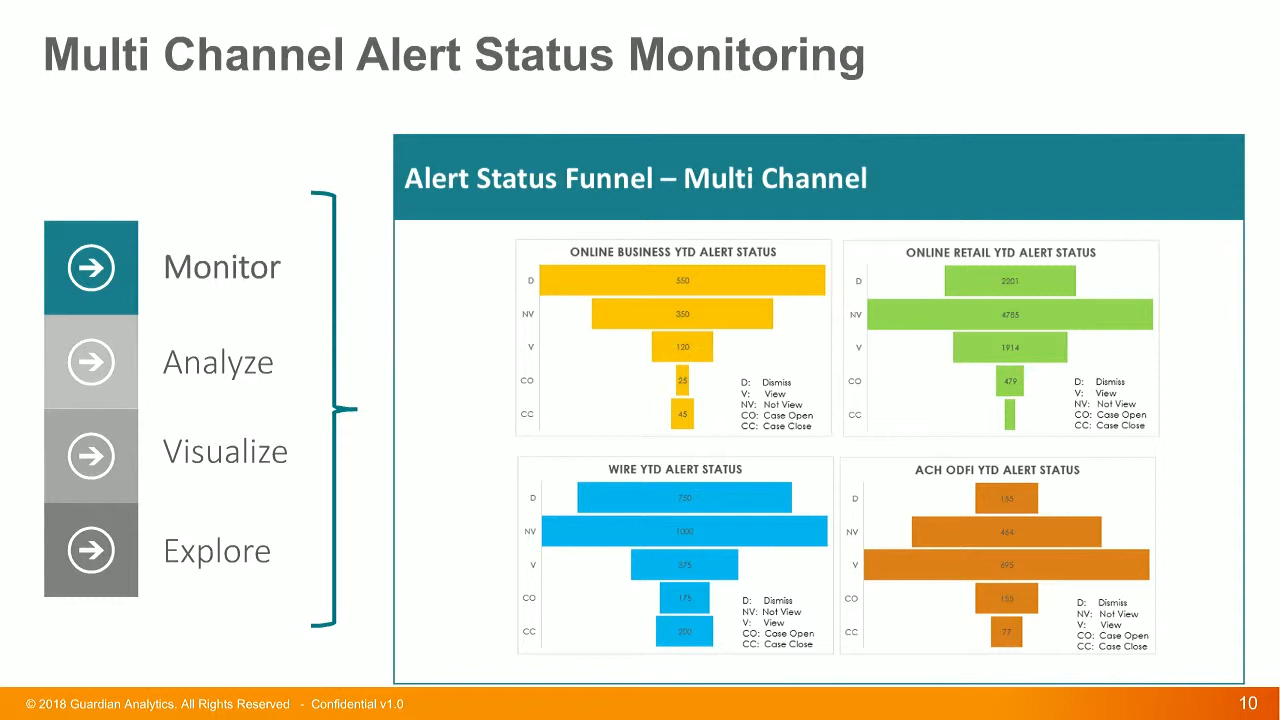 Multi Channel Alert Status Monitoring
Monitor
Analyze
Visualize
Explore
Alert Status Funnel – Multi Channel
ONLINE BUSINESS YTD ALERT STATUS
D 550
NV 350
V 120
CO 25
CC 45
D: Dismiss
V: View
NV: Not View
CO: Case Open
CC: Case Close
ONLINE RETAIL YTD ALERT STATUS
D 2201
NV 4785
V 1914
CO 479
CC
D: Dismiss
V: View
NV: Not View
CO: Case Open
CC: Case Close
WIRE YTD ALERT STATUS
D 750
NV 1000
V 375
CO 175
CC 200
D: Dismiss
NV: Not View
V: View
CO: Case Open
CC: Case Close
ACH ODFI YTD ALERT STATUS
D 155
NV 464
V 695
CO 155
CC 77
D: Dismiss
NV: Not View
V: View
CO: Case Open
CC: Case Close
© 2018 Guardian Analytics. All Rights Reserved - Confidential v1.0
10